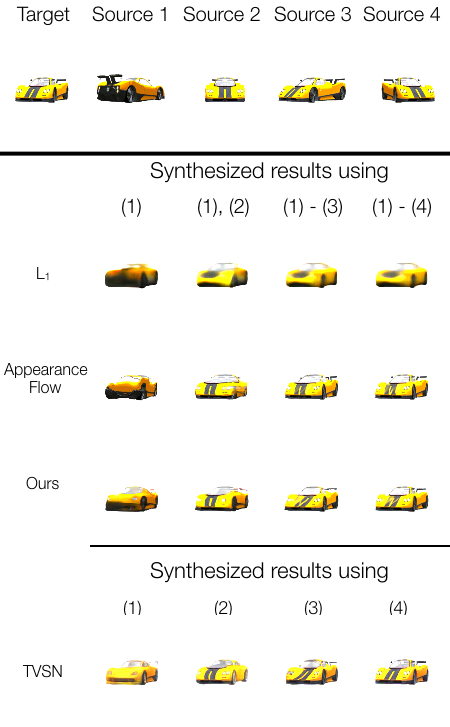 Target Source 1 Source 2 Source 3 Source 4
Synthesized results using
(1) (1), (2) (1) - (3) (1) - (4)
L₁
Appearance
Flow
Ours
Synthesized results using
(1) (2) (3) (4)
TVSN